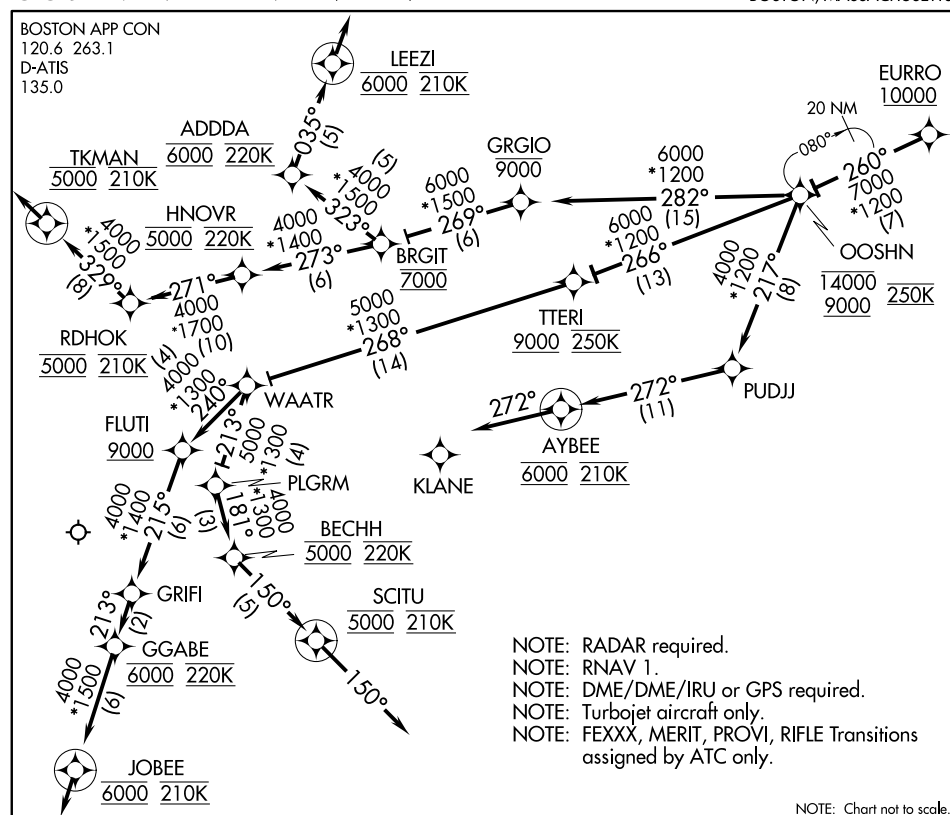 BOSTON APP CON
120.6 263.1
D-ATIS
135.0
LEEZI
6000 210K
EURRO
10000
20 NM
080°
260°
7000
*1200
(7)
ADDDA
6000 220K
035°
(5)
GRGIO
9000
6000
*1200
282°
(15)
TKMAN
5000 210K
(5)
4000
*1500
323°
6000
*1500
269°
(6)
HNOVR
5000 220K
4000
*1400
273°
(6)
BRGIT
7000
6000
*1200
266°
(13)
OOSHN
14000
9000
250K
4000
*1200
217°
(8)
4000
*1500
329°
(8)
271°
4000
*1700
(10)
RDHOK
5000 210K
TTERI
9000 250K
5000
*1300
268°
(14)
(4)
4000
*1300
240°
WAATR
PUDJJ
272°
(11)
272°
AYBEE
6000 210K
KLANE
FLUTI
9000
213°
5000
*1300
(4)
PLGRM
4000
*1300
181°
(3)
4000
*1400
215°
(6)
BECHH
5000 220K
150°
(5)
SCITU
5000 210K
150°
GRIFI
213°
(2)
GGABE
6000 220K
4000
*1500
(6)
JOBEE
6000 210K
NOTE: RADAR required.
NOTE: RNAV 1.
NOTE: DME/DME/IRU or GPS required.
NOTE: Turbojet aircraft only.
NOTE: FEXXX, MERIT, PROVI, RIFLE Transitions
assigned by ATC only.
NOTE: Chart not to scale.